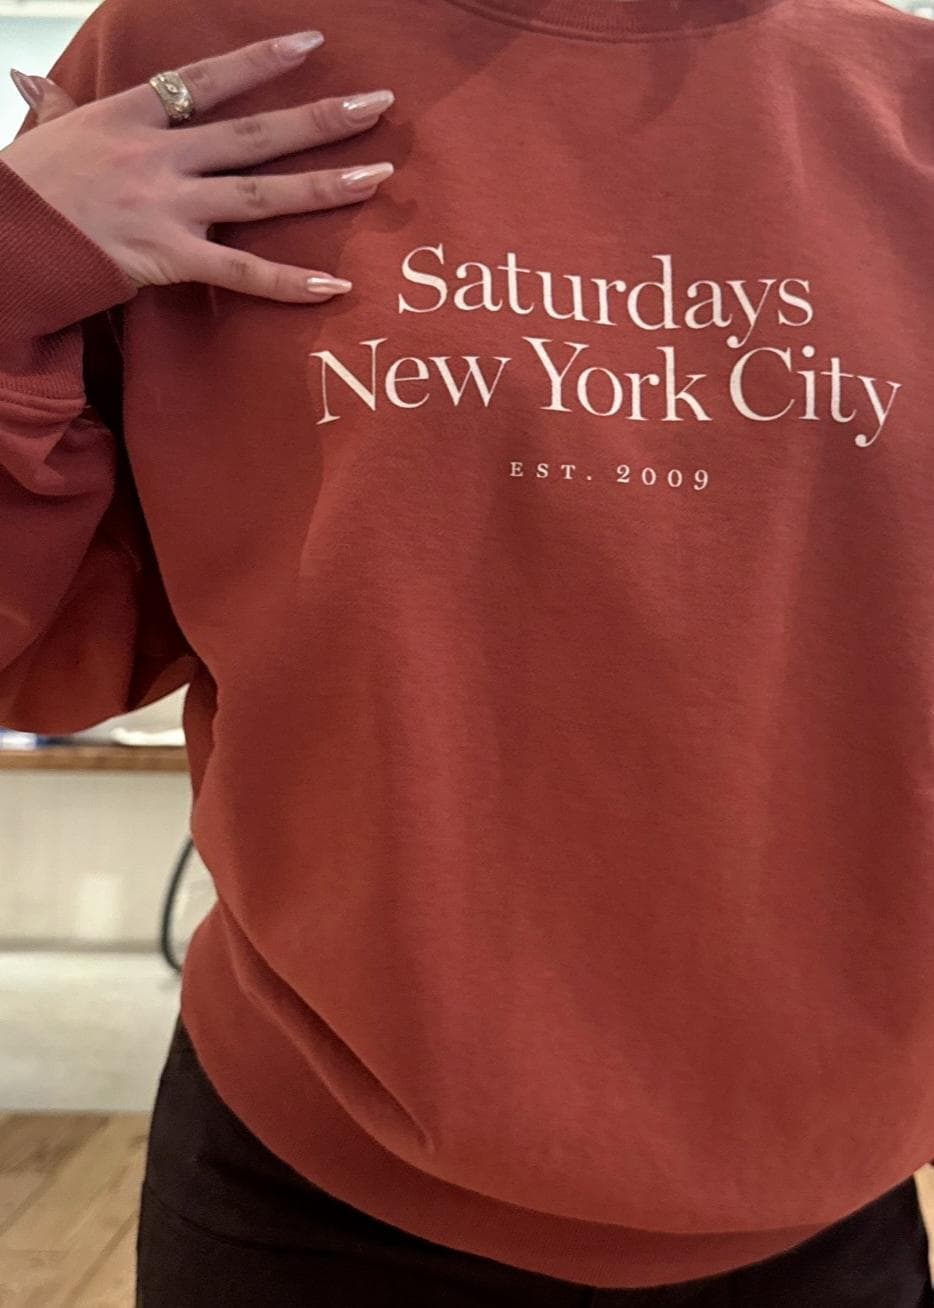 Saturdays
New York City
EST. 2009